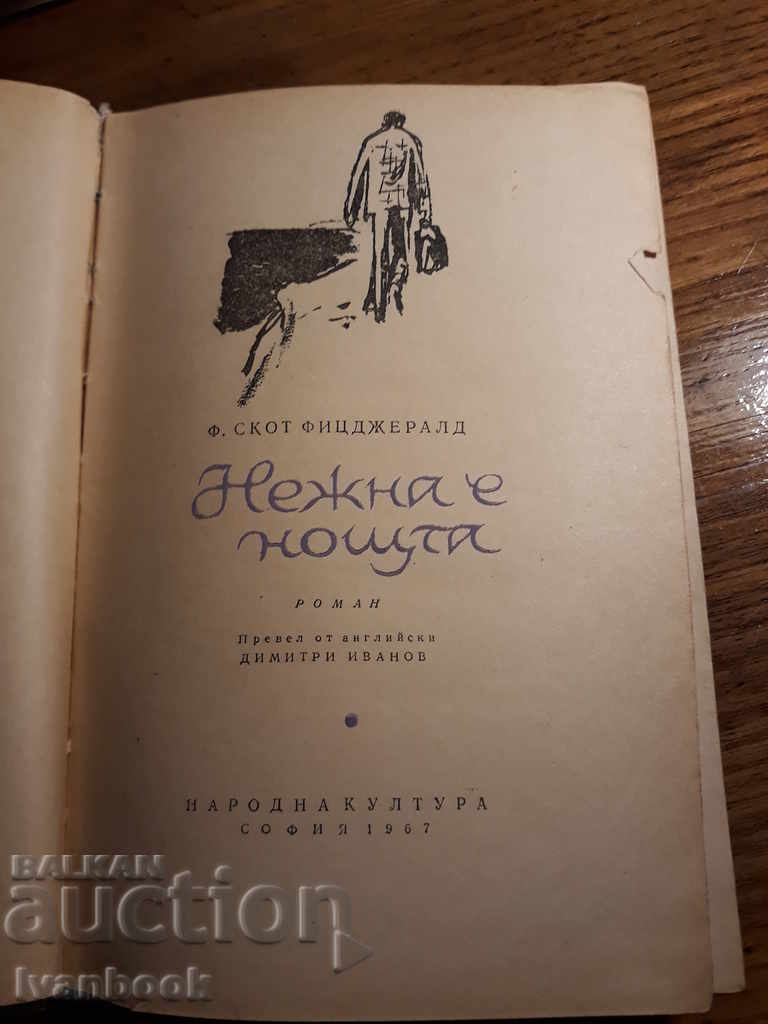 Ф. СКОТ ФИЦДЖЕРАЛД
Нежна е
нощта
РОМАН
Превел от английски
ДИМИТРИ ИВАНОВ
НАРОДНА КУЛТУРА
СОФИЯ 1967
BALKAN
auction
Ivanbook